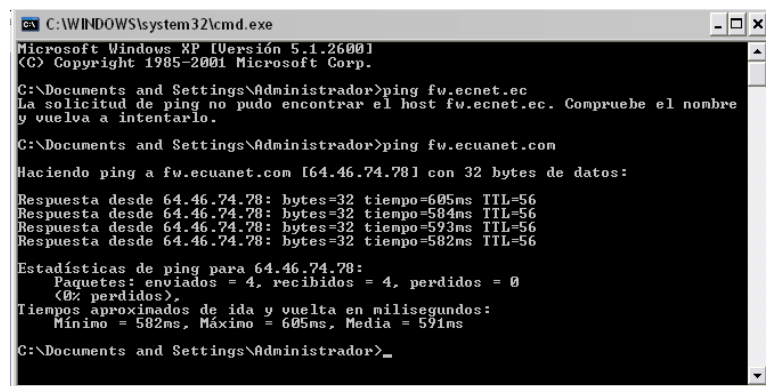 C:\WINDOWS\system32\cmd.exe
Microsoft Windows XP [Versión 5.1.2600]
(C) Copyright 1985-2001 Microsoft Corp.
C:\Documents and Settings\Administrador>ping fw.ecnet.ec
La solicitud de ping no pudo encontrar el host fw.ecnet.ec. Compruebe el nombre
y vuelva a intentarlo.
C:\Documents and Settings\Administrador>ping fw.ecuanet.com
Haciendo ping a fw.ecuanet.com [64.46.74.78] con 32 bytes de datos:
Respuesta desde 64.46.74.78: bytes=32 tiempo=605ms TTL=56
Respuesta desde 64.46.74.78: bytes=32 tiempo=584ms TTL=56
Respuesta desde 64.46.74.78: bytes=32 tiempo=593ms TTL=56
Respuesta desde 64.46.74.78: bytes=32 tiempo=582ms TTL=56
Estadísticas de ping para 64.46.74.78:
Paquetes: enviados = 4, recibidos = 4, perdidos = 0
(0% perdidos),
Tiempos aproximados de ida y vuelta en milisegundos:
Mínimo = 582ms, Máximo = 605ms, Media = 591ms
C:\Documents and Settings\Administrador>_